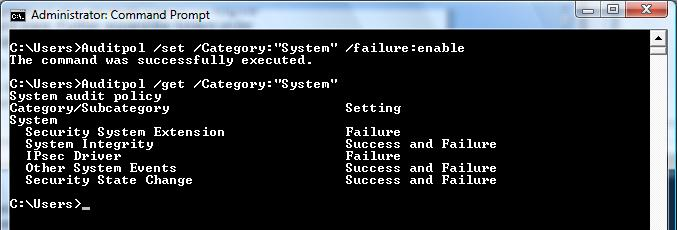 Administrator: Command Prompt
C:\Users>Auditpol /set /Category:"System" /failure:enable
The command was successfully executed.
C:\Users>Auditpol /get /Category:"System"
System audit policy
Category/Subcategory Setting
System
Security System Extension Failure
System Integrity Success and Failure
IPsec Driver Failure
Other System Events Success and Failure
Security State Change Success and Failure
C:\Users>_